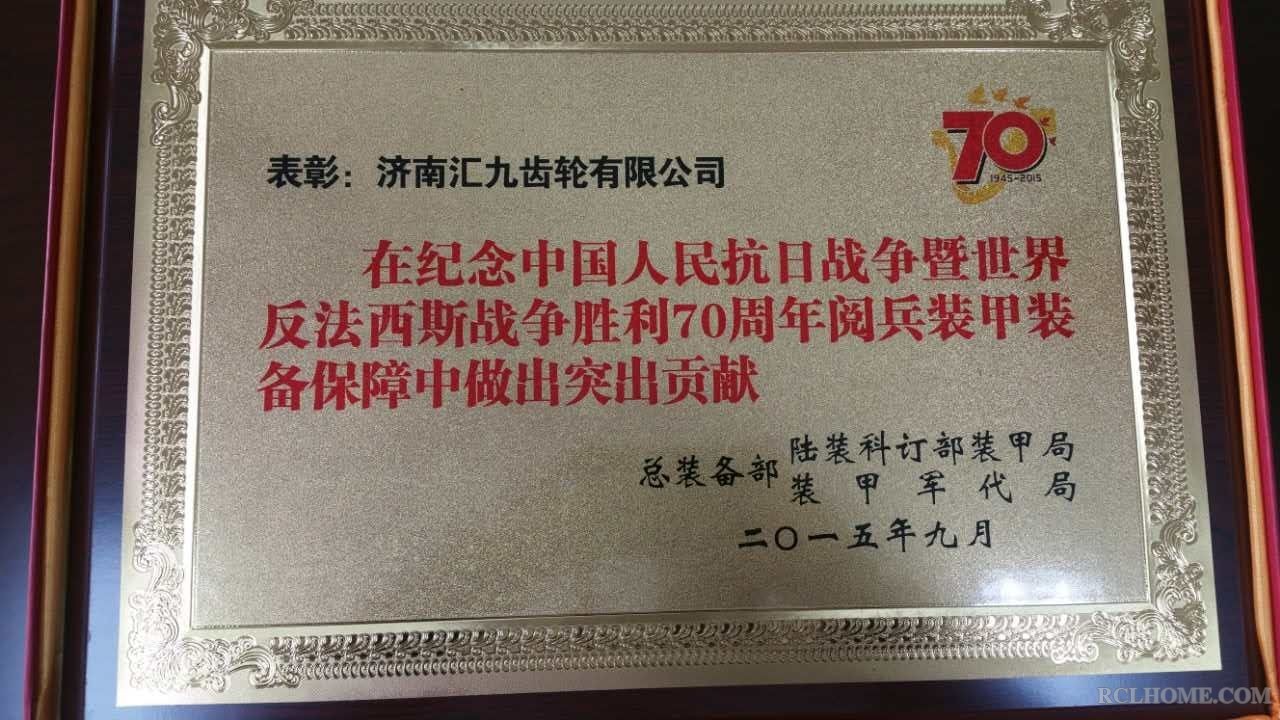 70
1945-2015
表彰：济南汇九齿轮有限公司
在纪念中国人民抗日战争暨世界
反法西斯战争胜利70周年阅兵装甲装
备保障中做出突出贡献
总装备部
陆装科订部装甲局
装甲军代局
二〇一五年九月
RCLHOME.COM